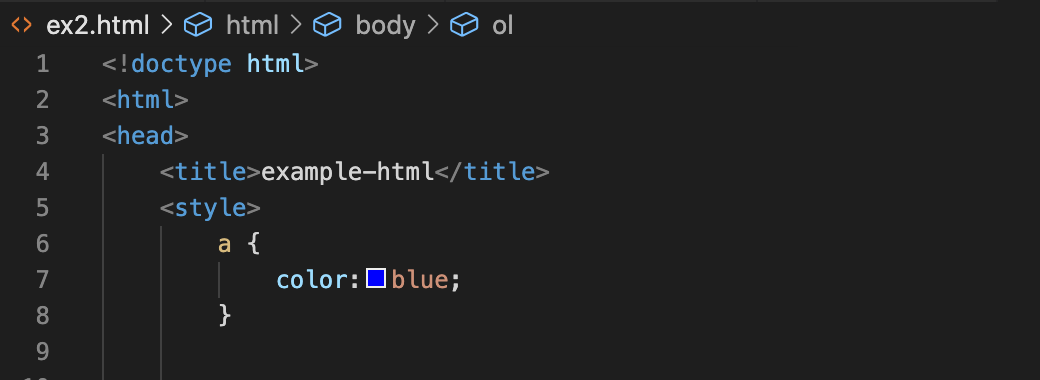 ex2.html > html > body > ol
1 <!doctype html>
2 <html>
3 <head>
4 <title>example-html</title>
5 <style>
6 a {
7 color:blue;
8 }
9